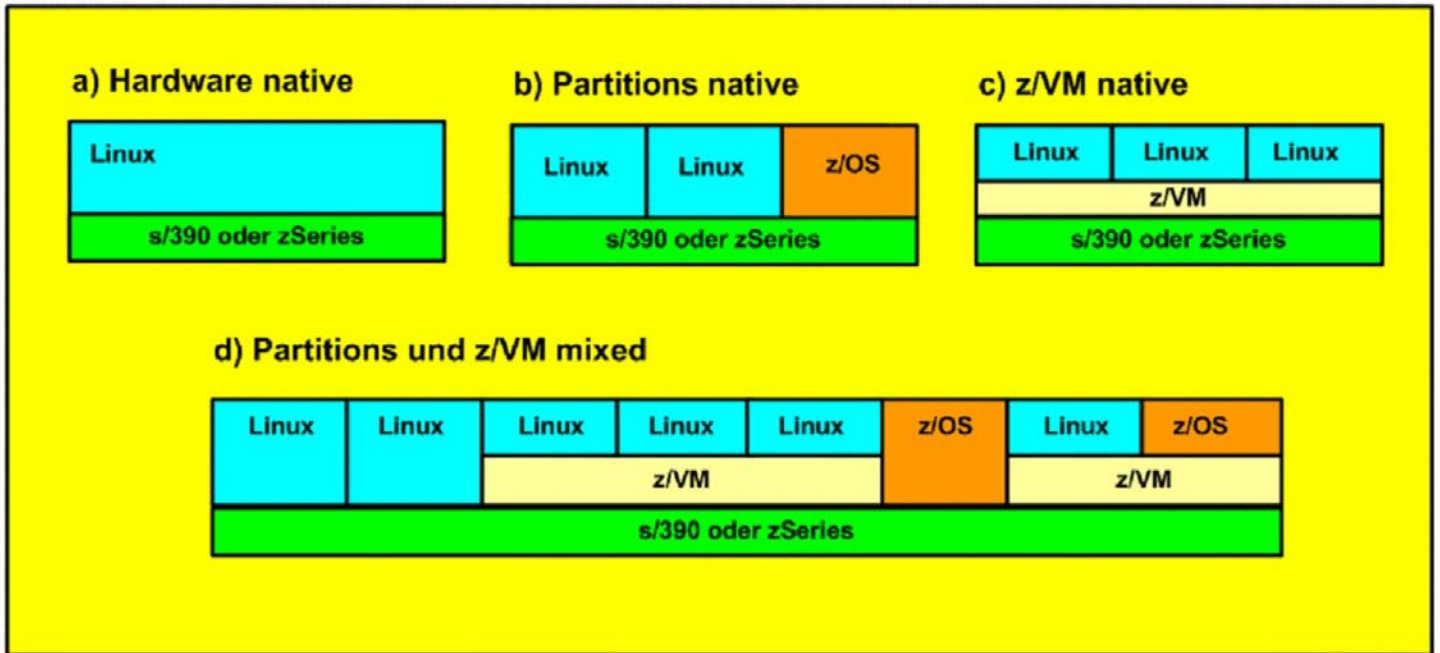 a) Hardware native
Linux
s/390 oder zSeries
b) Partitions native
Linux Linux z/OS
s/390 oder zSeries
c) z/VM native
Linux Linux Linux
z/VM
s/390 oder zSeries
d) Partitions und z/VM mixed
Linux Linux Linux Linux Linux z/OS Linux z/OS
z/VM z/VM
s/390 oder zSeries